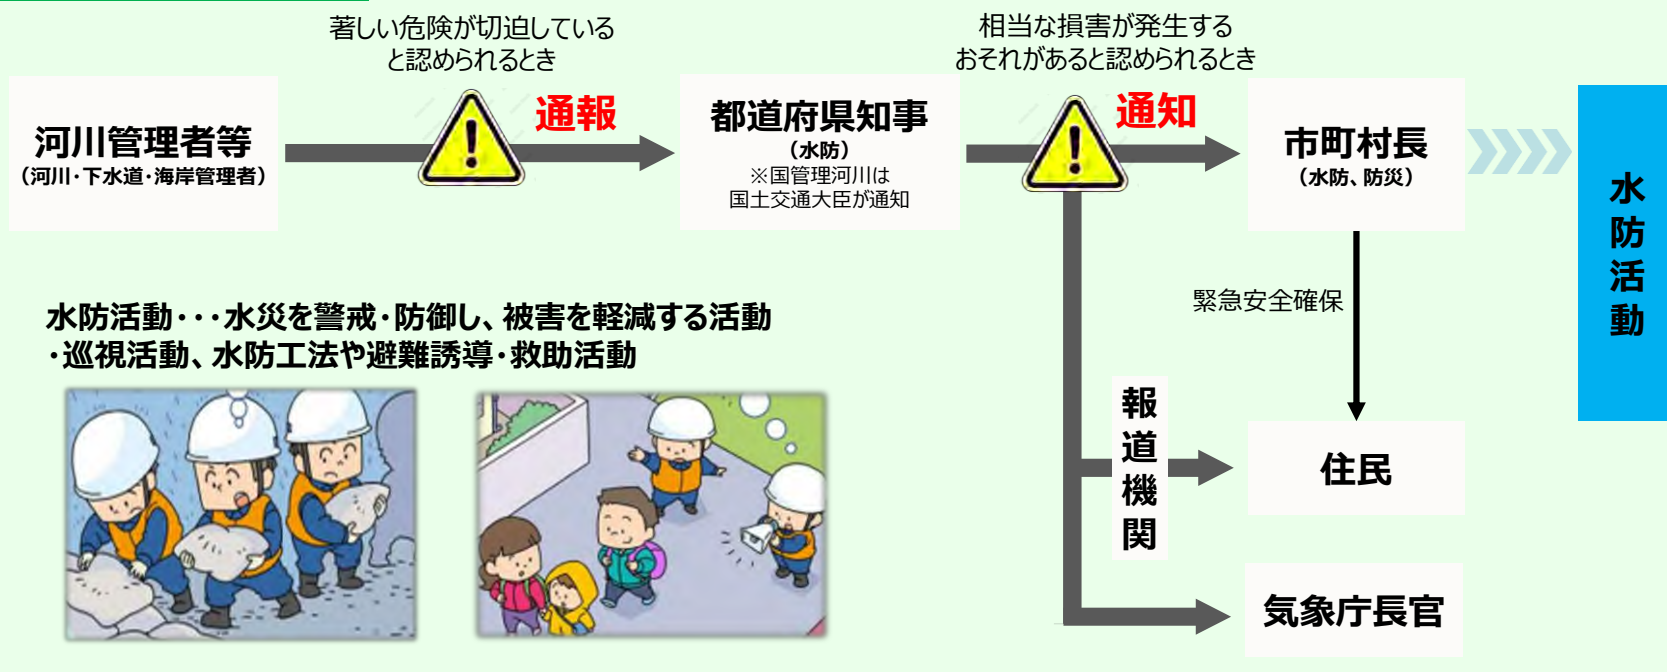 著しい危険が切迫している
と認められるとき
相当な損害が発生する
おそれがあると認められるとき
河川管理者等
（河川・下水道・海岸管理者）
通報
都道府県知事
（水防）
※国管理河川は
国土交通大臣が通知
通知
市町村長
（水防、防災）
水防活動
緊急安全確保
水防活動・・・水災を警戒・防御し、被害を軽減する活動
・巡視活動、水防工法や避難誘導・救助活動
報道機関
住民
気象庁長官